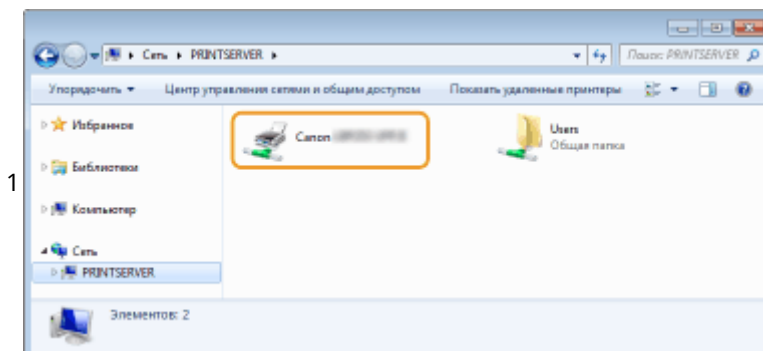 Сеть PRINTSERVER
Поиск: PRINTSERVER
Упорядочить Центр управления сетями и общим доступом Показать удаленные принтеры
Избранное
Canon
Users
Общая папка
Библиотеки
1
Компьютер
Сеть
PRINTSERVER
Элементов: 2